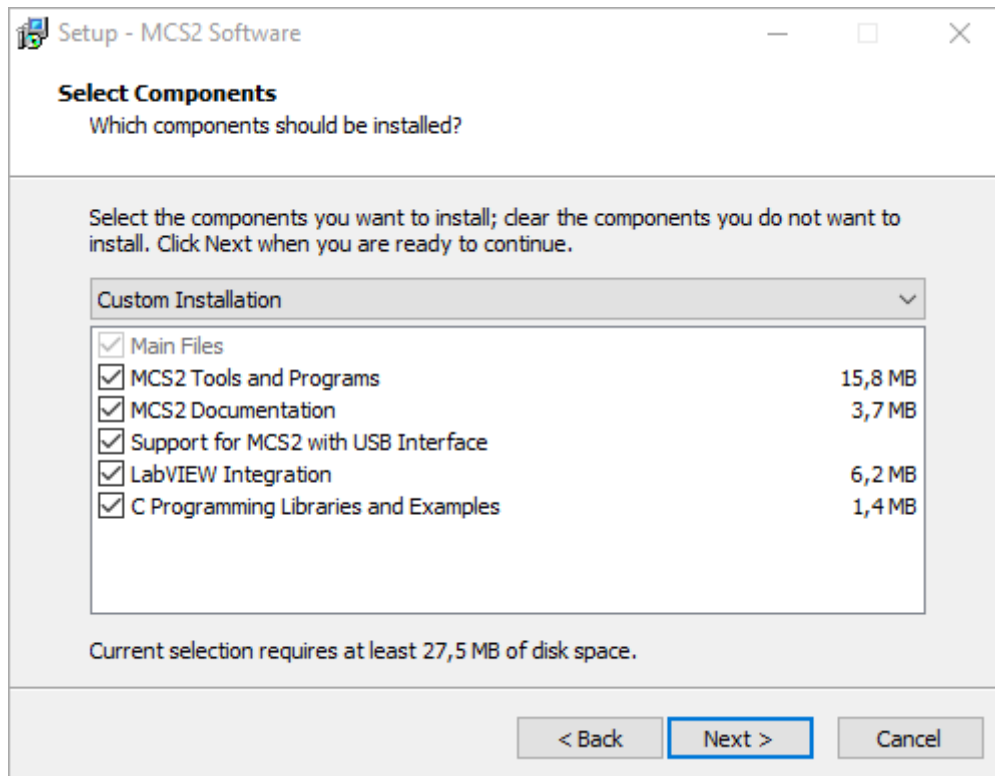 Setup - MCS2 Software
Select Components
Which components should be installed?
Select the components you want to install; clear the components you do not want to
install. Click Next when you are ready to continue.
Custom Installation
Main Files
MCS2 Tools and Programs 15,8 MB
MCS2 Documentation 3,7 MB
Support for MCS2 with USB Interface
LabVIEW Integration 6,2 MB
C Programming Libraries and Examples 1,4 MB
Current selection requires at least 27,5 MB of disk space.
< Back Next > Cancel